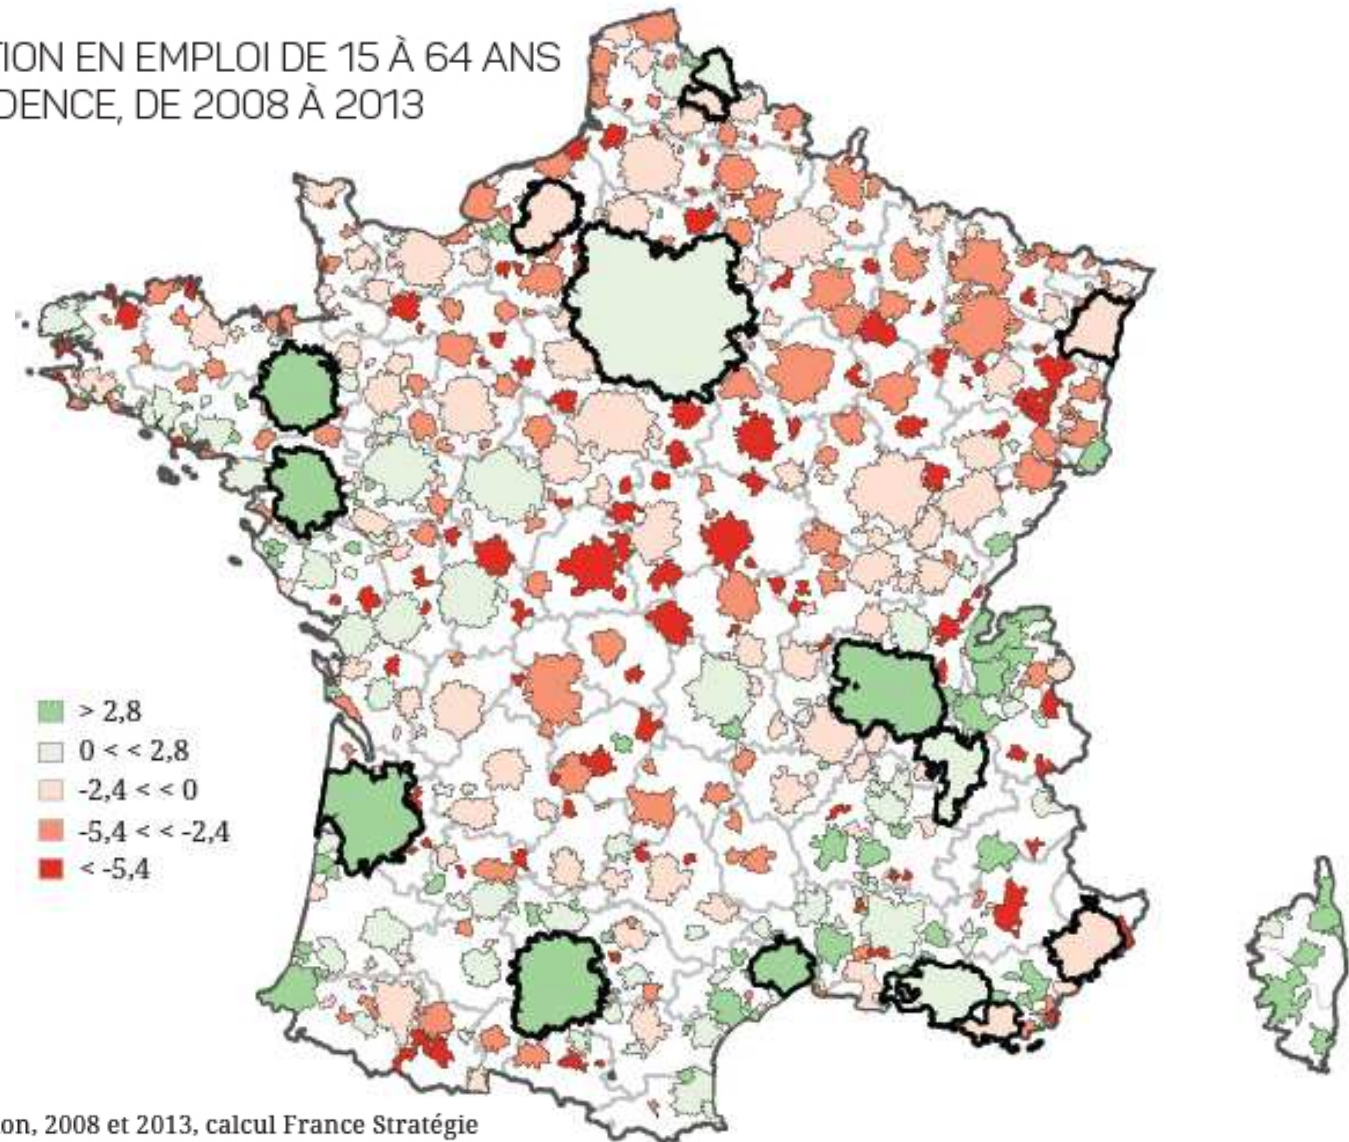 TION EN EMPLOI DE 15 À 64 ANS
DENCE, DE 2008 À 2013
> 2,8
0 < < 2,8
-2,4 < < 0
-5,4 < < -2,4
< -5,4
on, 2008 et 2013, calcul France Stratégie